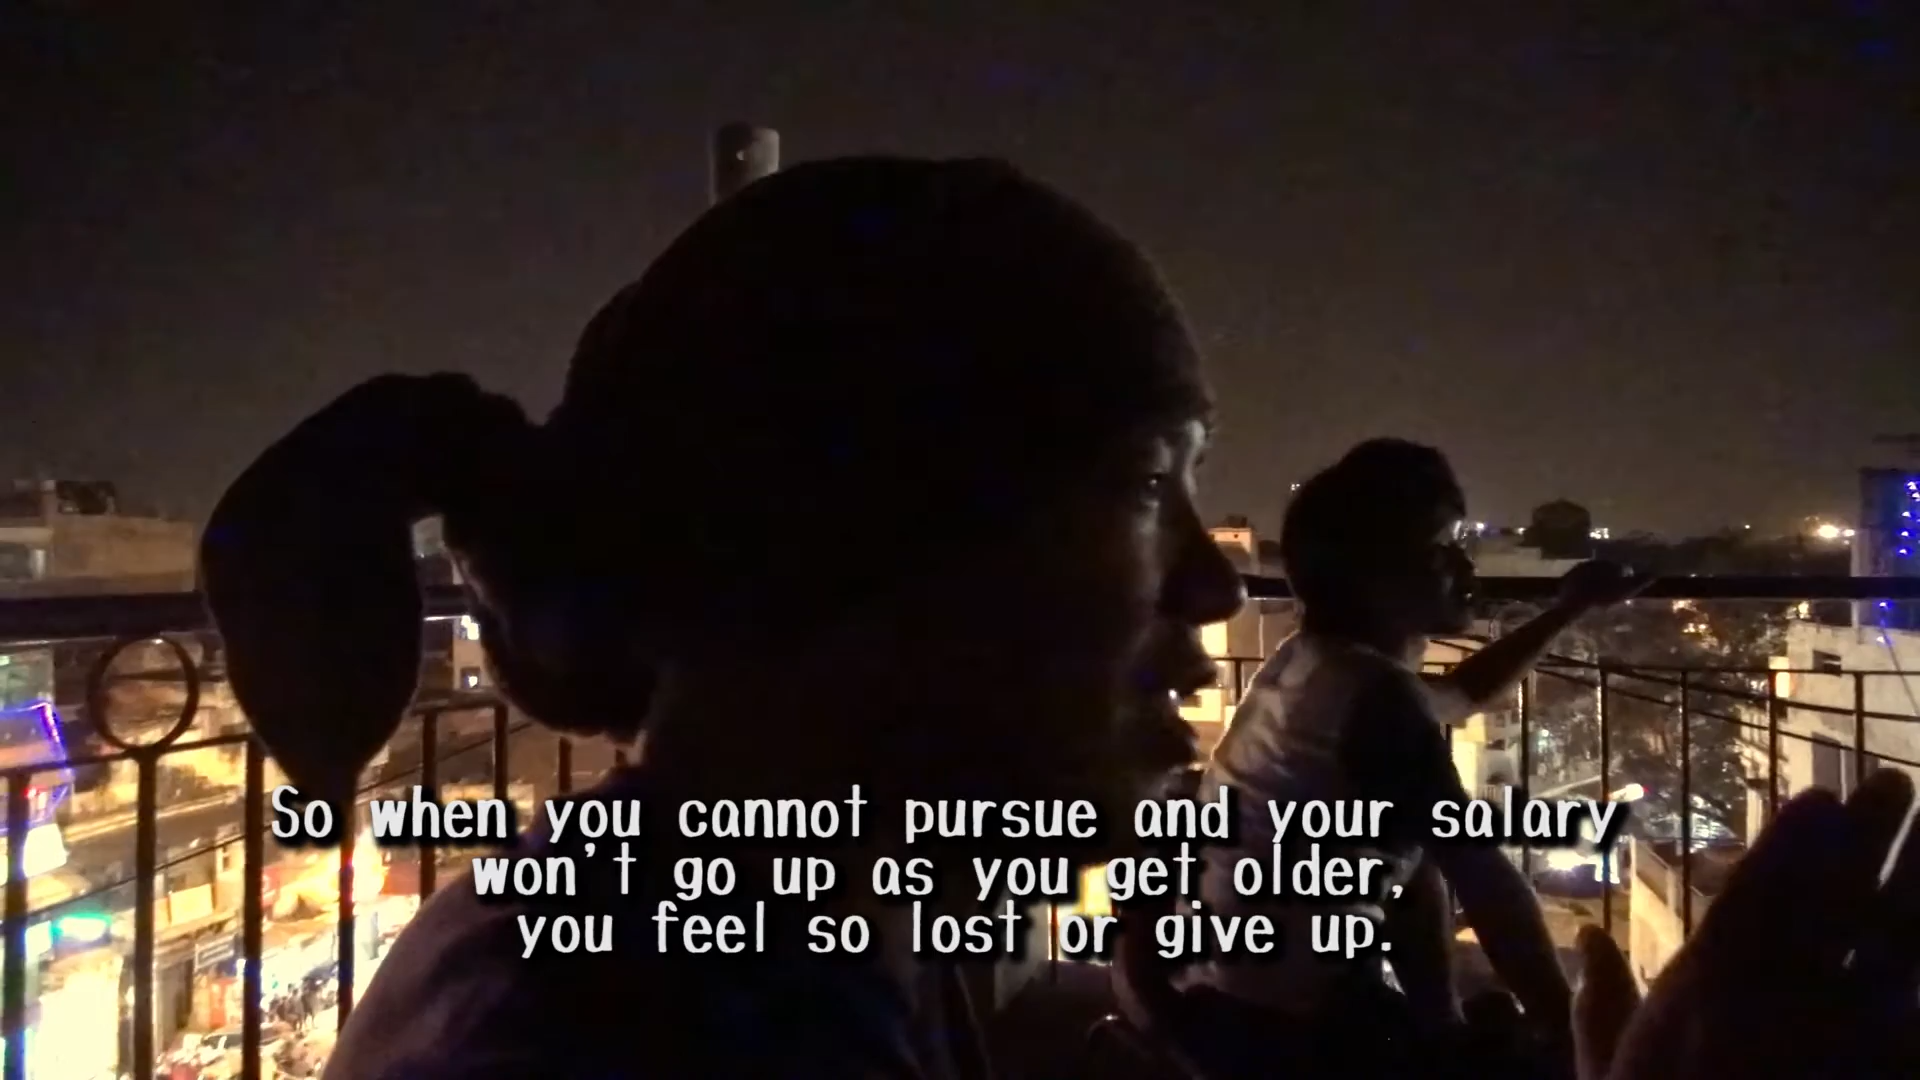 So when you cannot pursue and your salary
won't go up as you get older,
you feel so lost or give up.